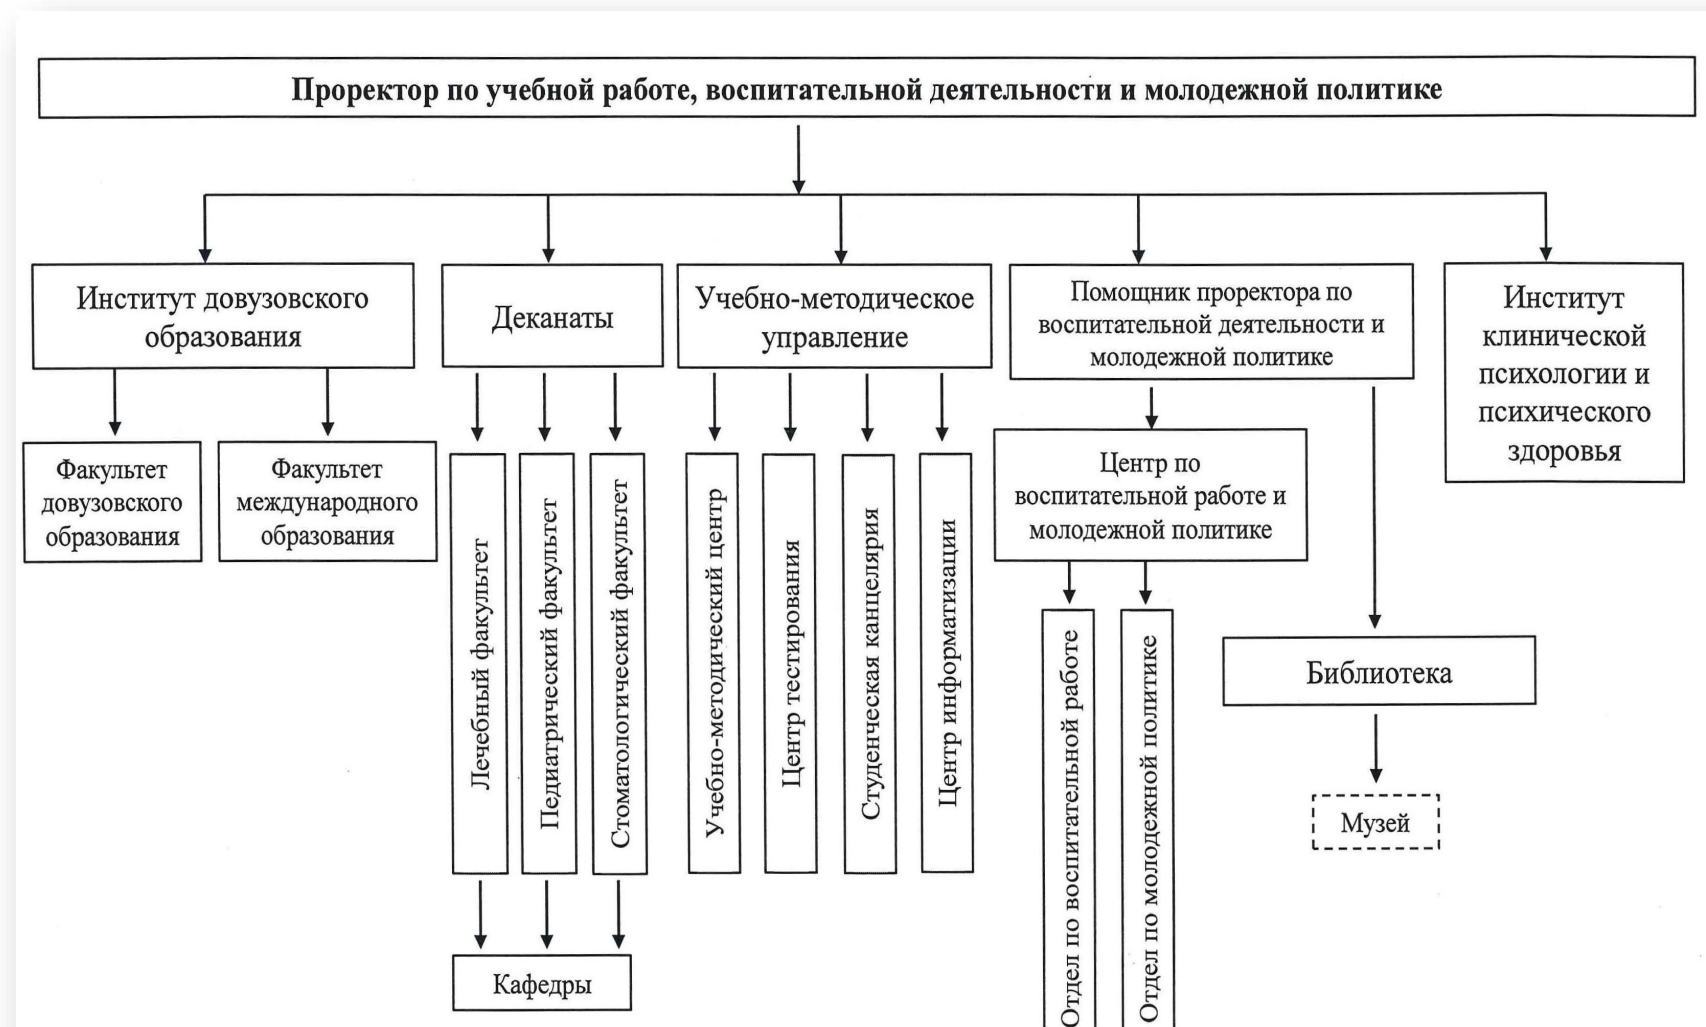 Проректор по учебной работе, воспитательной деятельности и молодежной политике
Институт довузовского
образования
Деканаты
Учебно-методическое
управление
Помощник проректора по
воспитательной деятельности и
молодежной политике
Институт
клинической
психологии и
психического
здоровья
Факультет
довузовского
образования
Факультет
международного
образования
Лечебный факультет
Педиатрический факультет
Стоматологический факультет
Учебно-методический центр
Центр тестирования
Студенческая канцелярия
Центр информатизации
Центр по
воспитательной работе и
молодежной политике
Отдел по воспитательной работе
Отдел по молодежной политике
Библиотека
Музей
Кафедры